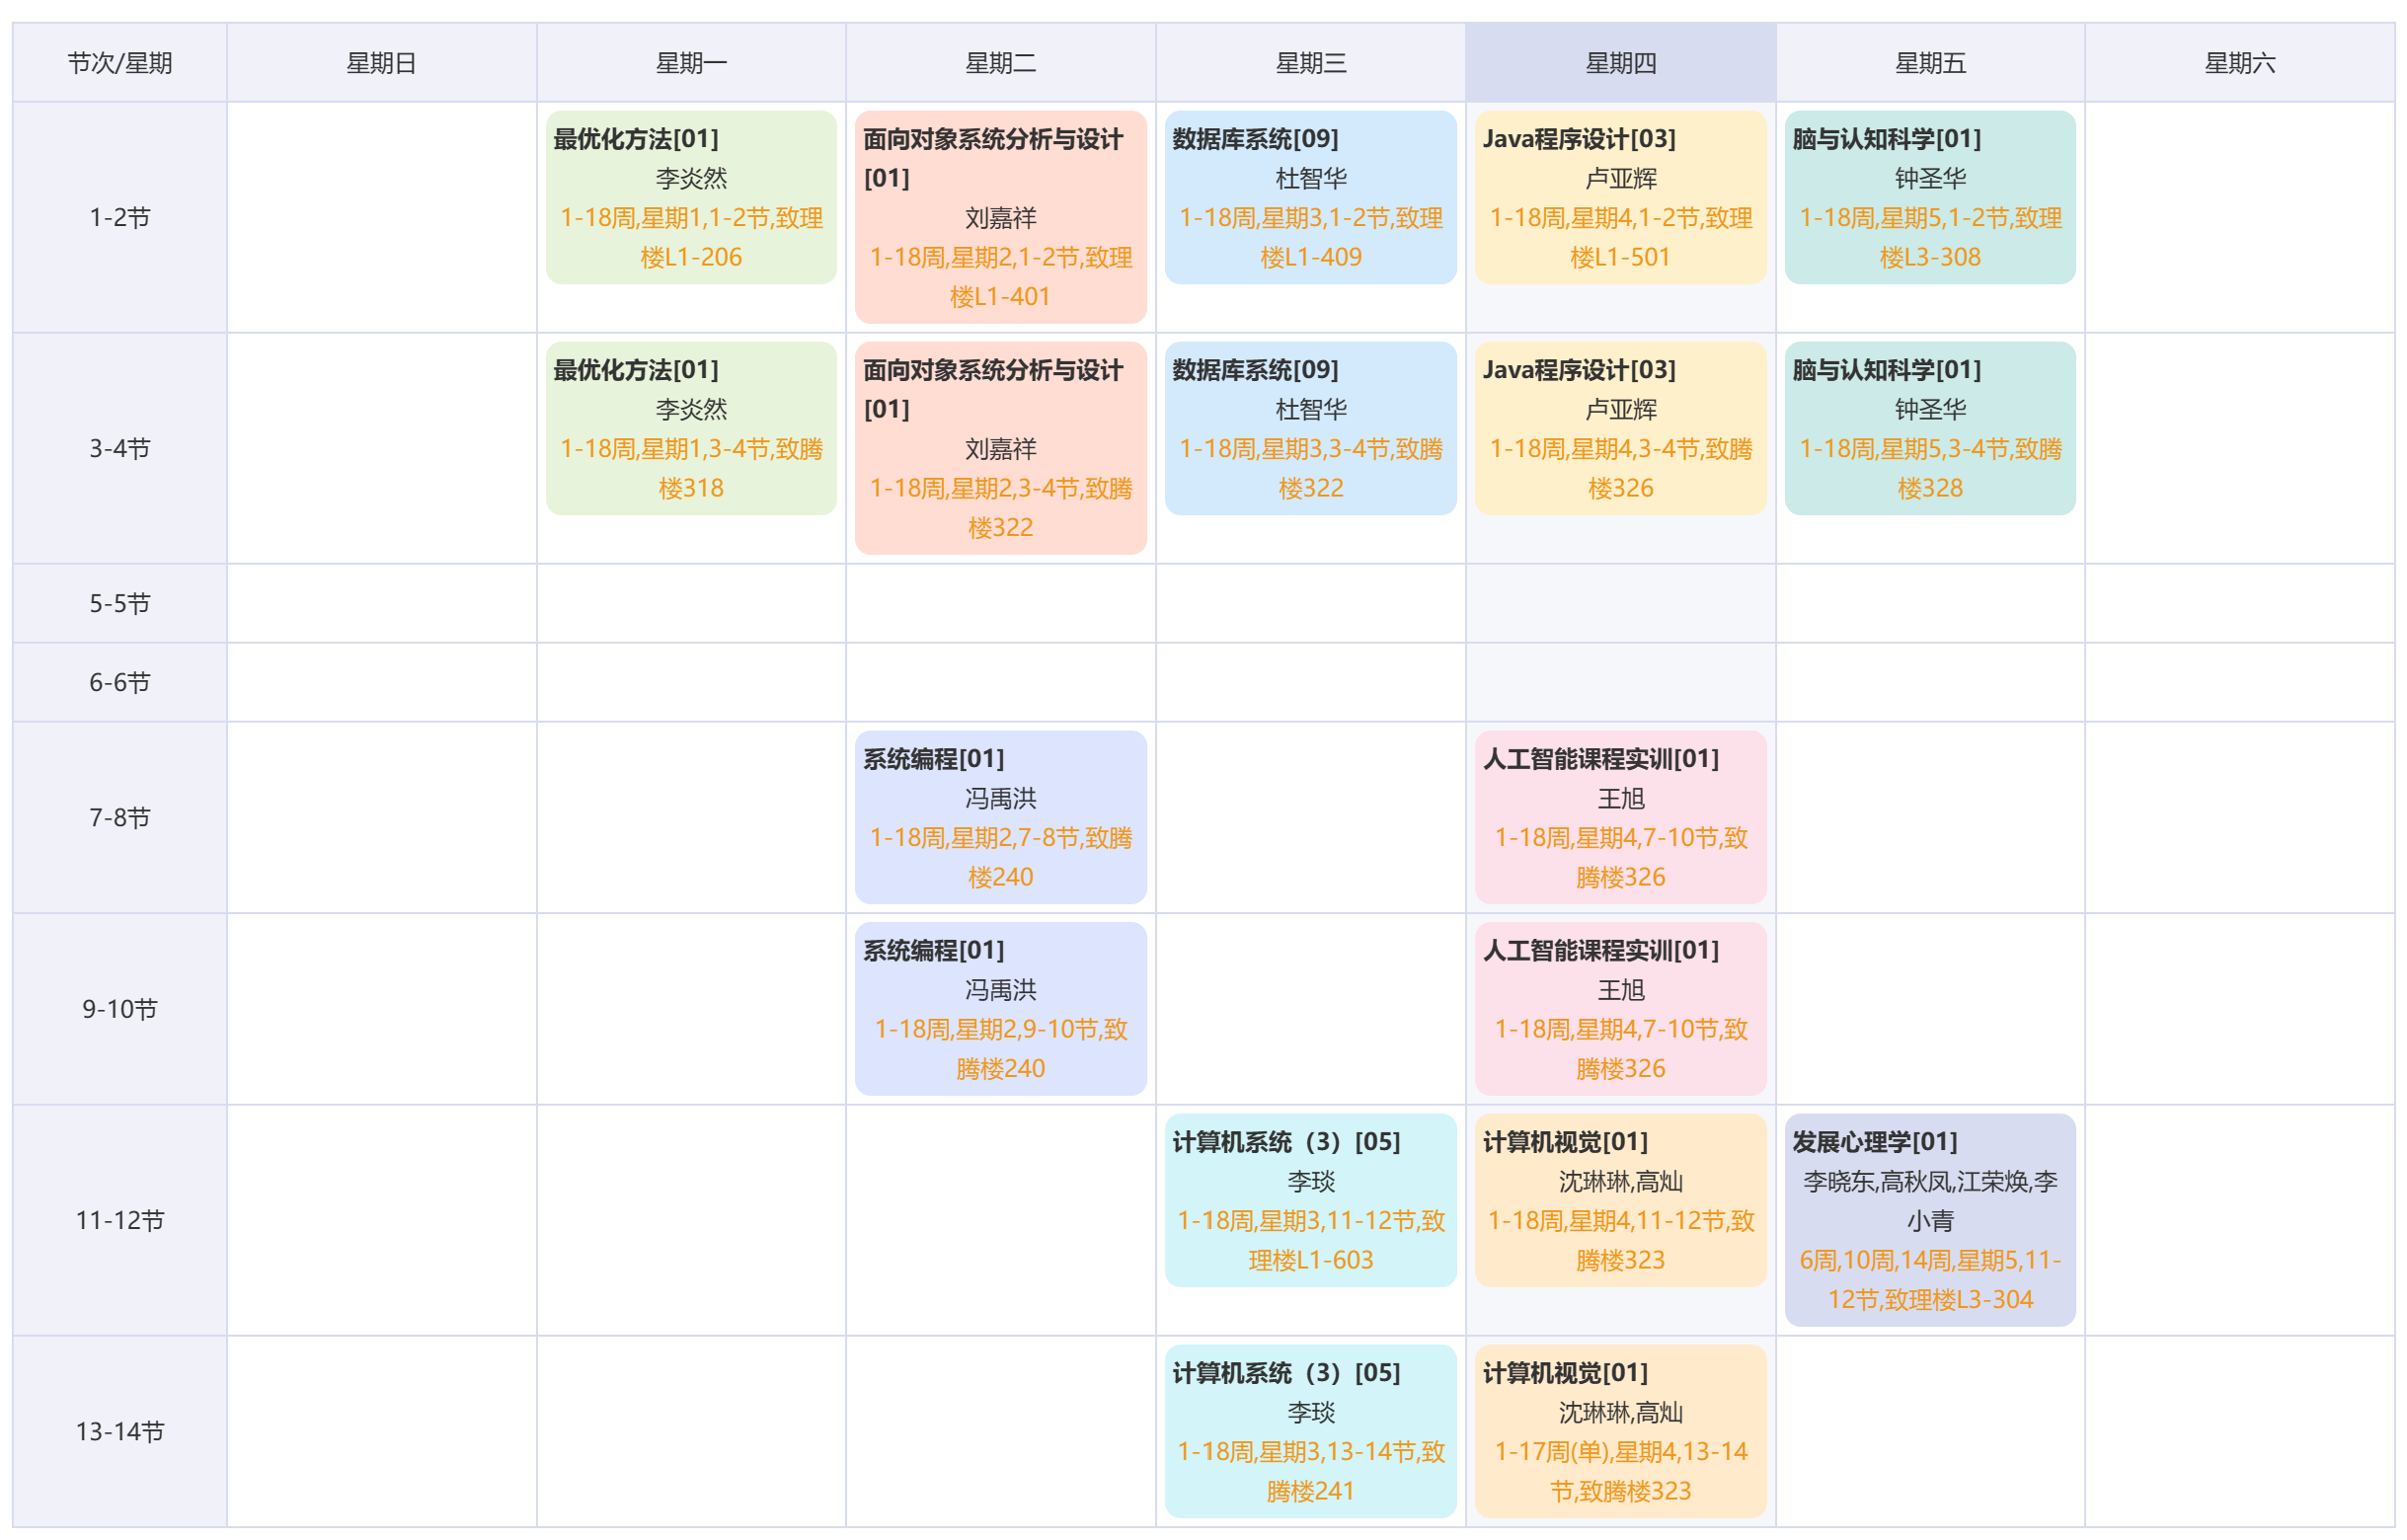 节次/星期 星期日 星期一 星期二 星期三 星期四 星期五 星期六
1-2节
最优化方法[01]
李炎然
1-18周,星期1,1-2节,致理
楼L1-206
面向对象系统分析与设计
[01]
刘嘉祥
1-18周,星期2,1-2节,致理
楼L1-401
数据库系统[09]
杜智华
1-18周,星期3,1-2节,致理
楼L1-409
Java程序设计[03]
卢亚辉
1-18周,星期4,1-2节,致理
楼L1-501
脑与认知科学[01]
钟圣华
1-18周,星期5,1-2节,致理
楼L3-308
3-4节
最优化方法[01]
李炎然
1-18周,星期1,3-4节,致腾
楼318
面向对象系统分析与设计
[01]
刘嘉祥
1-18周,星期2,3-4节,致腾
楼322
数据库系统[09]
杜智华
1-18周,星期3,3-4节,致腾
楼322
Java程序设计[03]
卢亚辉
1-18周,星期4,3-4节,致腾
楼326
脑与认知科学[01]
钟圣华
1-18周,星期5,3-4节,致腾
楼328
5-5节
6-6节
7-8节
系统编程[01]
冯禹洪
1-18周,星期2,7-8节,致腾
楼240
人工智能课程实训[01]
王旭
1-18周,星期4,7-10节,致
腾楼326
9-10节
系统编程[01]
冯禹洪
1-18周,星期2,9-10节,致
腾楼240
人工智能课程实训[01]
王旭
1-18周,星期4,7-10节,致
腾楼326
11-12节
计算机系统（3）[05]
李琰
1-18周,星期3,11-12节,致
理楼L1-603
计算机视觉[01]
沈琳琳,高灿
1-18周,星期4,11-12节,致
腾楼323
发展心理学[01]
李晓东,高秋凤,江荣焕,李
小青
6周,10周,14周,星期5,11-
12节,致理楼L3-304
13-14节
计算机系统（3）[05]
李琰
1-18周,星期3,13-14节,致
腾楼241
计算机视觉[01]
沈琳琳,高灿
1-17周(单),星期4,13-14
节,致腾楼323